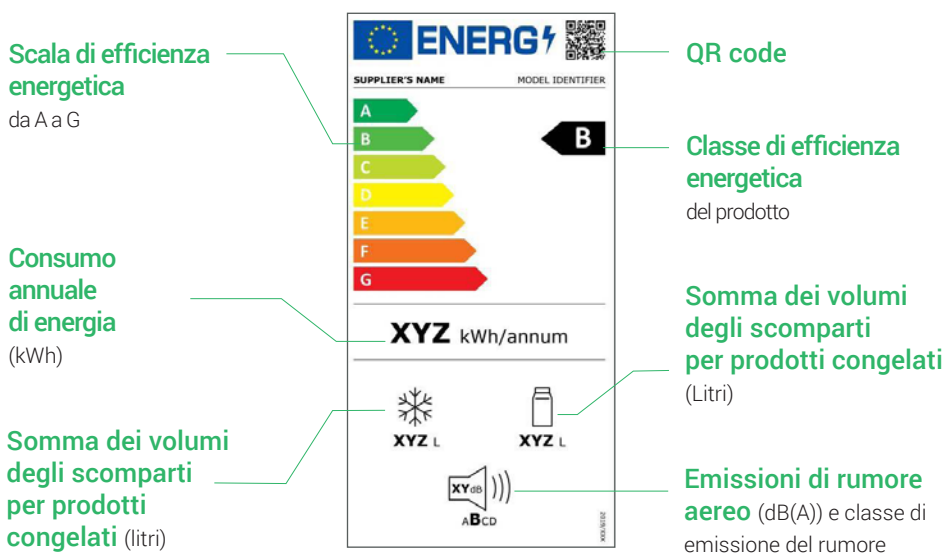 Scala di efficienza
energetica
da A a G
Consumo
annuale
di energia
(kWh)
Somma dei volumi
degli scomparti
per prodotti
congelati (litri)
ENERG
SUPPLIER'S NAME MODEL IDENTIFIER
A
B
B
C
D
E
F
G
XYZ kWh/annum
XYZ L XYZ L
XY dB
ABCD
QR code
Classe di efficienza
energetica
del prodotto
Somma dei volumi
degli scomparti
per prodotti congelati
(Litri)
Emissioni di rumore
aereo (dB(A)) e classe di
emissione del rumore